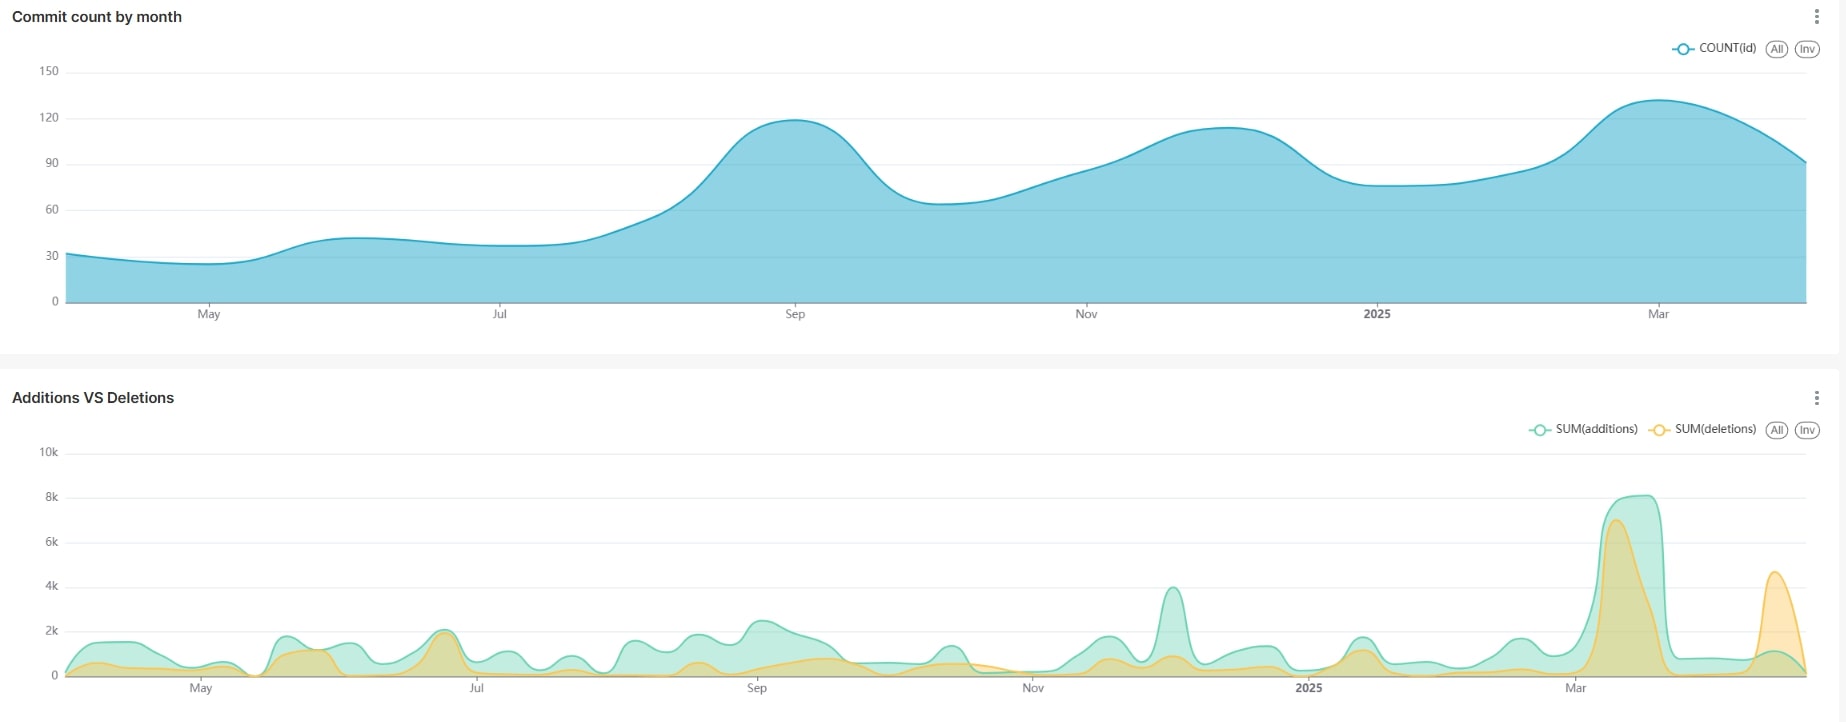 Commit count by month
COUNT(id) All Inv
150
120
90
60
30
0
May Jul Sep Nov 2025 Mar
Additions VS Deletions
SUM(additions) SUM(deletions) All Inv
10k
8k
6k
4k
2k
0
May Jul Sep Nov 2025 Mar